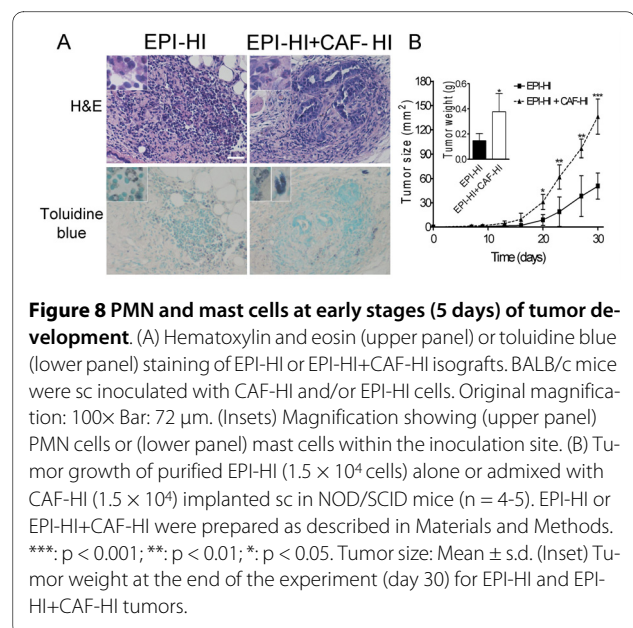 A
EPI-HI
EPI-HI+CAF- HI
B
H&E
Toluidine
blue
Tumor size (mm²)
180
150
120
90
60
30
0
0
10
20
30
Time (days)
EPI-HI
EPI-HI + CAF-HI
*
**
**
***
Tumor weight (g)
0.6
0.4
0.2
0.0
*
EPI-HI
EPI-HI+CAF-HI
Figure 8 PMN and mast cells at early stages (5 days) of tumor de-
velopment. (A) Hematoxylin and eosin (upper panel) or toluidine blue
(lower panel) staining of EPI-HI or EPI-HI+CAF-HI isografts. BALB/c mice
were sc inoculated with CAF-HI and/or EPI-HI cells. Original magnifica-
tion: 100× Bar: 72 μm. (Insets) Magnification showing (upper panel)
PMN cells or (lower panel) mast cells within the inoculation site. (B) Tu-
mor growth of purified EPI-HI (1.5 × 10⁴ cells) alone or admixed with
CAF-HI (1.5 × 10⁴) implanted sc in NOD/SCID mice (n = 4-5). EPI-HI or
EPI-HI+CAF-HI were prepared as described in Materials and Methods.
***: p < 0.001; **: p < 0.01; *: p < 0.05. Tumor size: Mean ± s.d. (Inset) Tu-
mor weight at the end of the experiment (day 30) for EPI-HI and EPI-
HI+CAF-HI tumors.